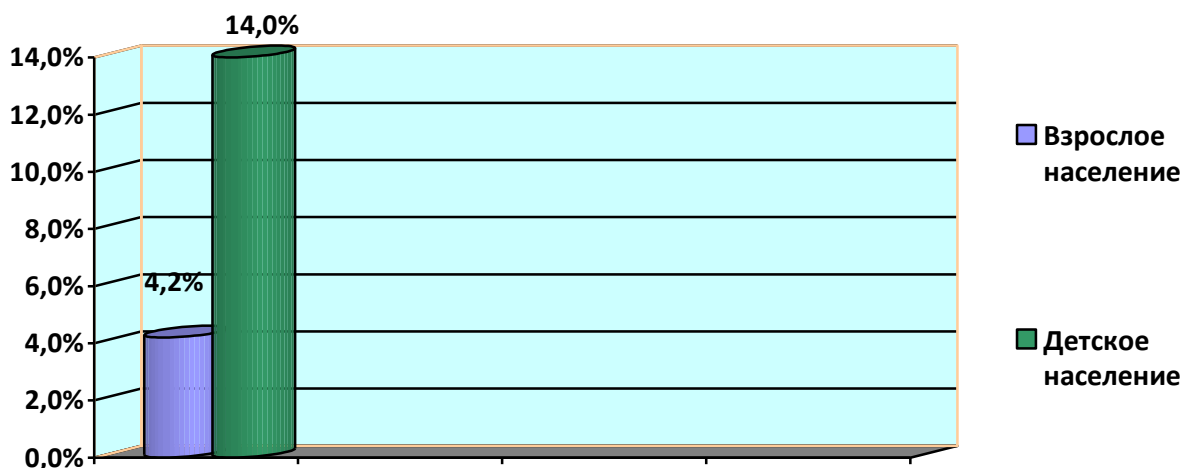 14,0%
14,0%
12,0%
10,0%
8,0%
6,0%
4,2%
4,0%
2,0%
0,0%
Взрослое
население
Детское
население